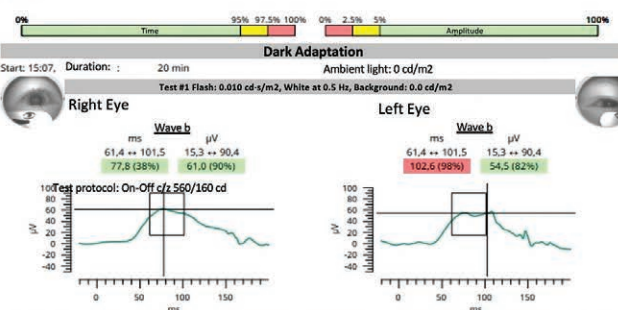 0% 95% 97.5% 100% 0% 2.5% 5% 100%
Time Amplitude
Dark Adaptation
Start: 15:07, Duration: : 20 min Ambient light: 0 cd/m2
Test #1 Flash: 0.010 cd·s/m2, White at 0.5 Hz, Background: 0.0 cd/m2
Right Eye Left Eye
Wave b Wave b
ms µV ms µV
61,4 ↔ 101,5 15,3 ↔ 90,4 61,4 ↔ 101,5 15,3 ↔ 90,4
77,8 (38%) 61,0 (90%) 102,6 (98%) 54,5 (82%)
Test protocol: On-Off c/z 560/160 cd
100 100
80 80
60 60
40 40
20 20
0 0
-20 -20
-40 -40
µV µV
0 50 100 150 0 50 100 150
ms ms